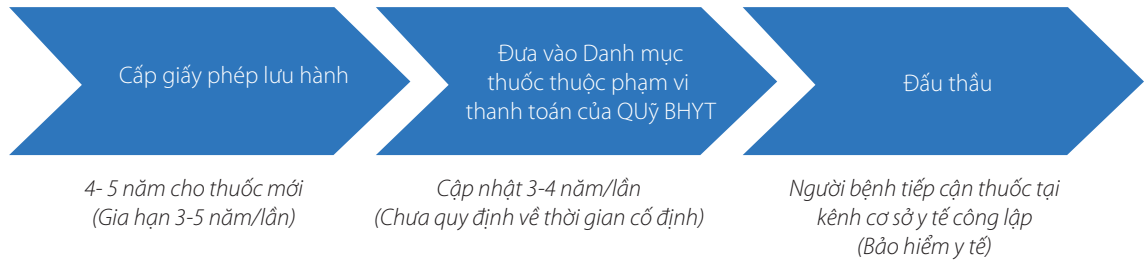 Cấp giấy phép lưu hành
Đưa vào Danh mục
thuốc thuộc phạm vi
thanh toán của QUỹ BHYT
Đấu thầu
4- 5 năm cho thuốc mới
(Gia hạn 3-5 năm/lần)
Cập nhật 3-4 năm/lần
(Chưa quy định về thời gian cố định)
Người bệnh tiếp cận thuốc tại
kênh cơ sở y tế công lập
(Bảo hiểm y tế)